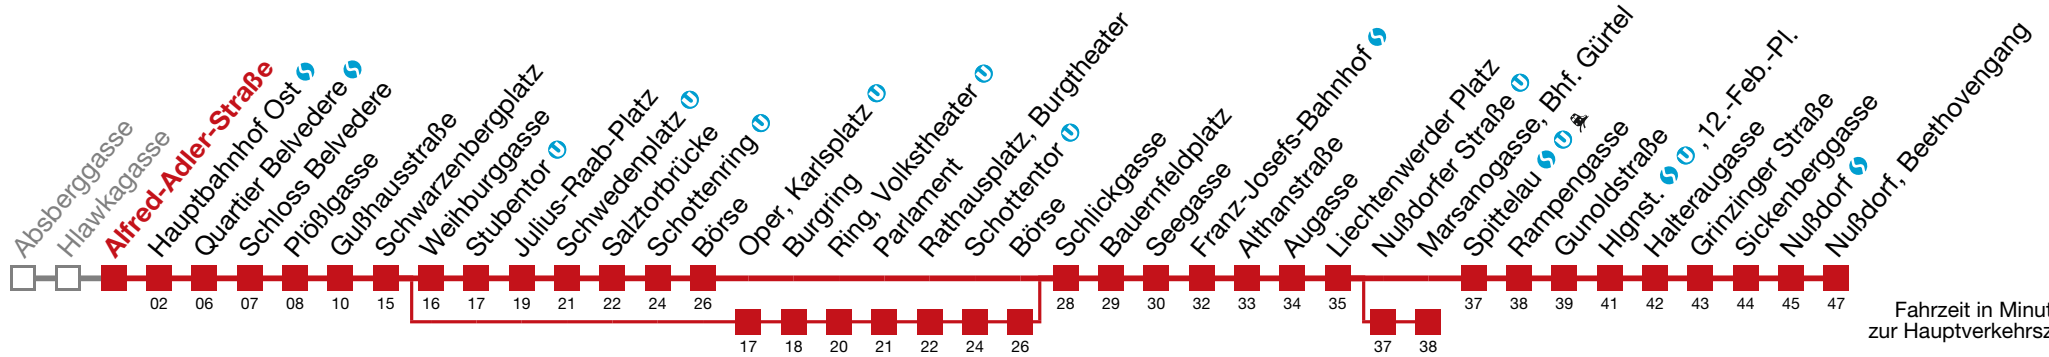 Absberggasse
Hlawkagasse
Alfred-Adler-Straße
Hauptbahnhof Ost S
Quartier Belvedere S
Schloss Belvedere
Plößlgasse
Gußhausstraße
Schwarzenbergplatz
Weihburggasse
Stubentor U
Julius-Raab-Platz
Schwedenplatz U
Salztorbrücke
Schottenring U
Börse
Oper, Karlsplatz U
Burgring
Ring, Volkstheater U
Parlament
Rathausplatz, Burgtheater
Schottentor U
Börse
Schlickgasse
Bauernfeldplatz
Seegasse
Franz-Josefs-Bahnhof S
Althanstraße
Augasse
Liechtenwerder Platz
Nußdorfer Straße U
Marsanogasse, Bhf. Gürtel
Spittelau S U
Rampengasse
Gunoldstraße
Hlgnst. S U , 12.-Feb.-Pl.
Halteraugasse
Grinzinger Straße
Sickenberggasse
Nußdorf S
Nußdorf, Beethovengang
02 06 07 08 10 15 16 17 19 21 22 24 26 28 29 30 32 33 34 35 37 38 39 41 42 43 44 45 47
17 18 20 21 22 24 26 37 38
Fahrzeit in Minut
zur Hauptverkehrsz